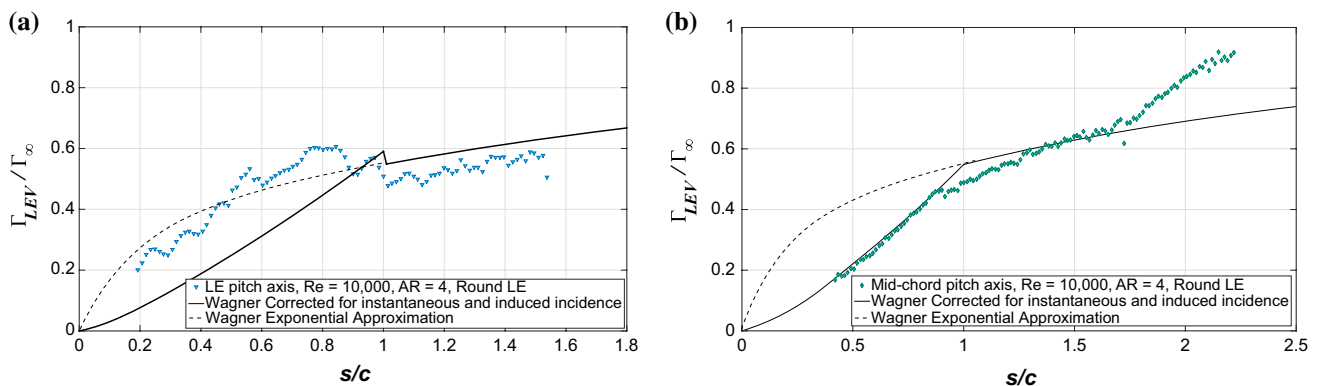 (a)
1
0.8
0.6
0.4
0.2
0
Γ_LEV / Γ_∞
0 0.2 0.4 0.6 0.8 1 1.2 1.4 1.6 1.8
s/c
LE pitch axis, Re = 10,000, AR = 4, Round LE
Wagner Corrected for instantaneous and induced incidence
Wagner Exponential Approximation
(b)
1
0.8
0.6
0.4
0.2
0
Γ_LEV / Γ_∞
0 0.5 1 1.5 2 2.5
s/c
Mid-chord pitch axis, Re = 10,000, AR = 4, Round LE
Wagner Corrected for instantaneous and induced incidence
Wagner Exponential Approximation